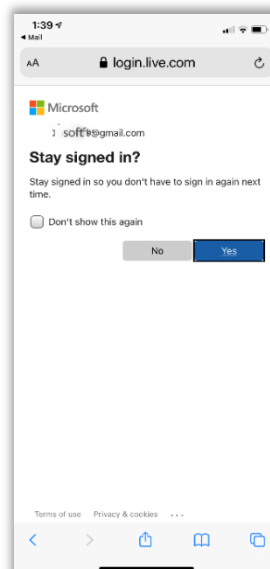 1:39
Mail
AA login.live.com
Microsoft
@gmail.com
Stay signed in?
Stay signed in so you don't have to sign in again next
time.
Don't show this again
No Yes
Terms of use Privacy & cookies ...